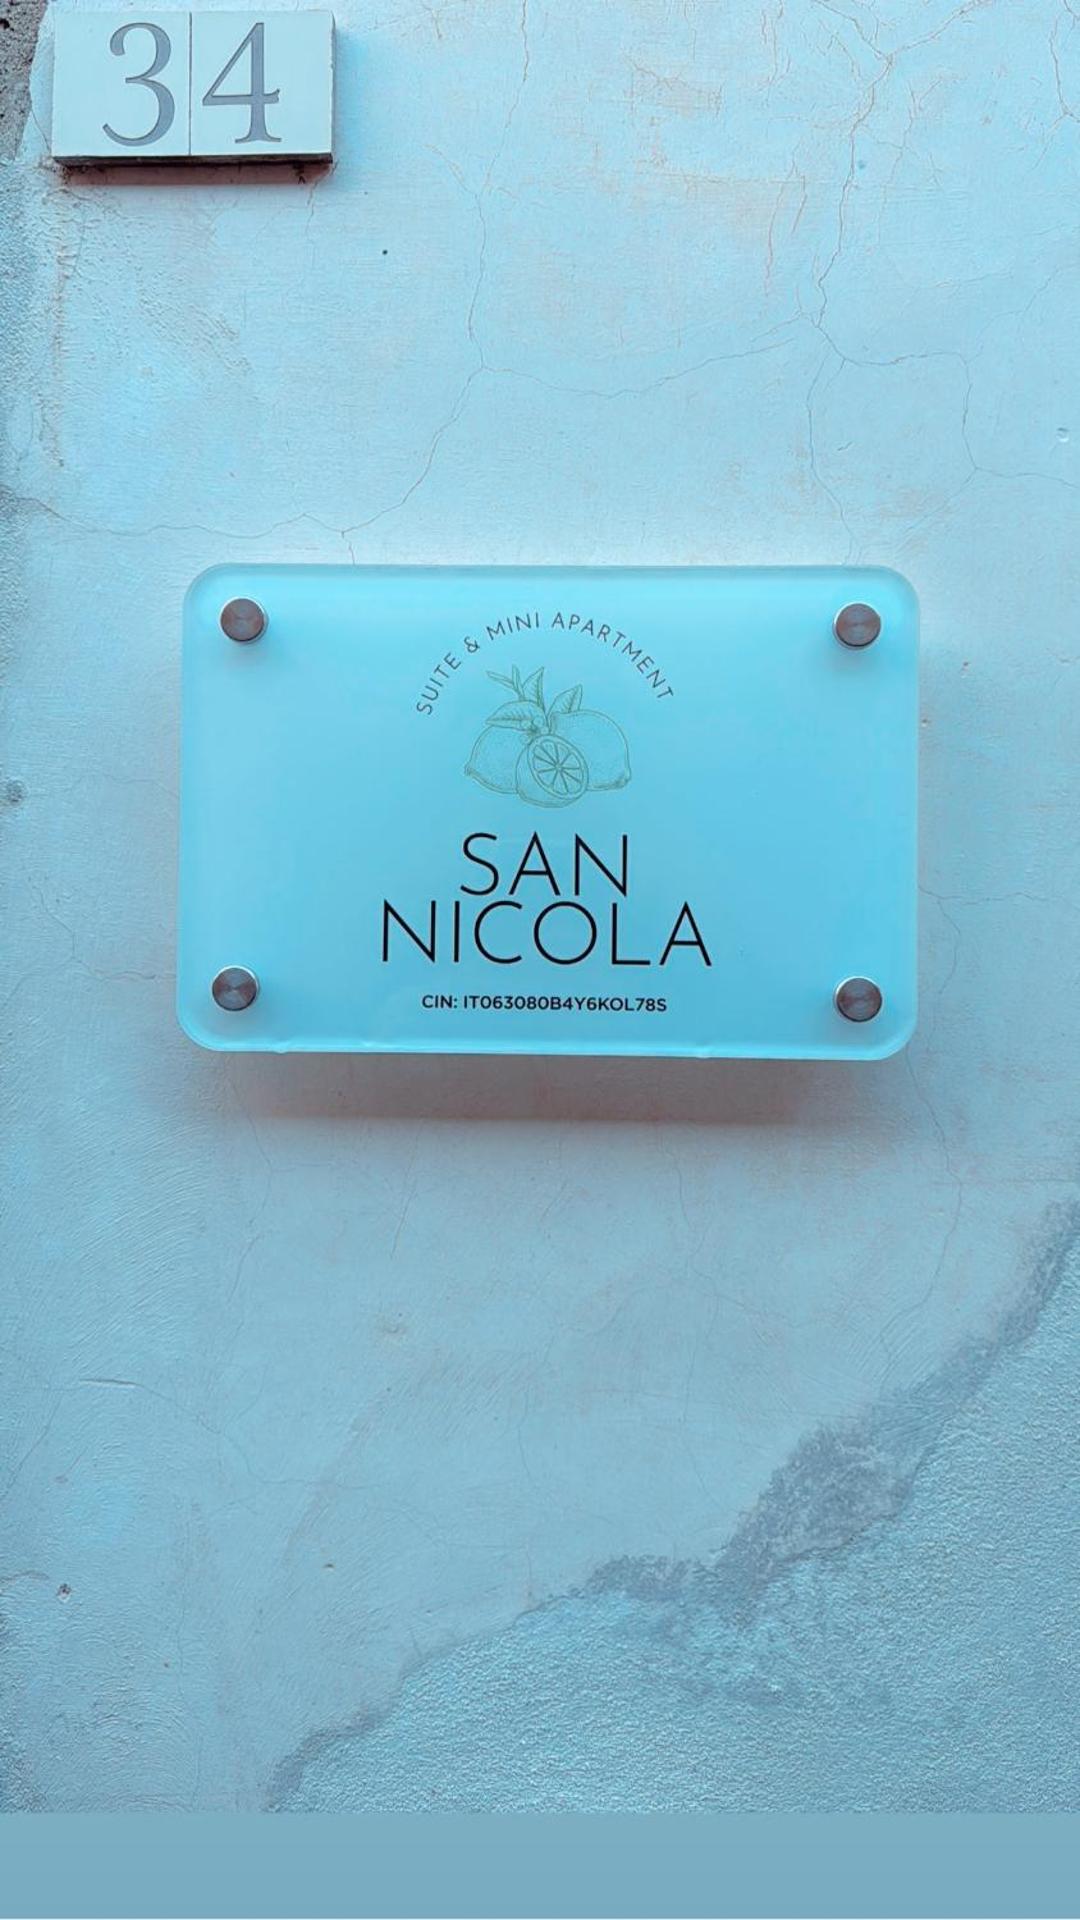 34
SUITE & MINI APARTMENT
SAN
NICOLA
CIN: IT063080B4Y6KOL78S